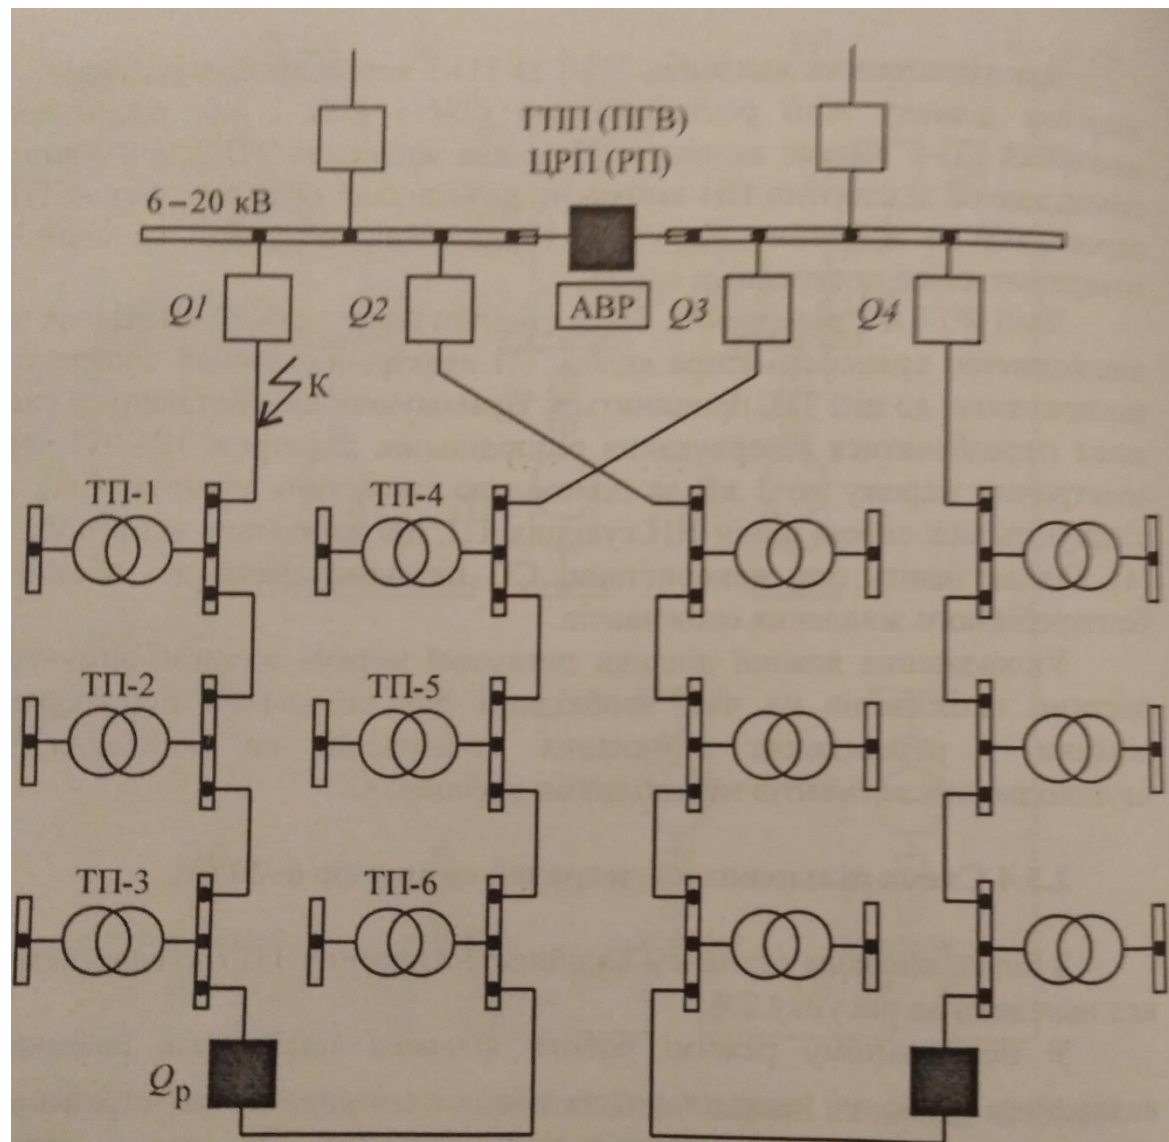 ГПП (ПГВ)
ЦРП (РП)
6–20 кВ
Q1
Q2
АВР
Q3
Q4
К
ТП-1
ТП-4
ТП-2
ТП-5
ТП-3
ТП-6
Qр